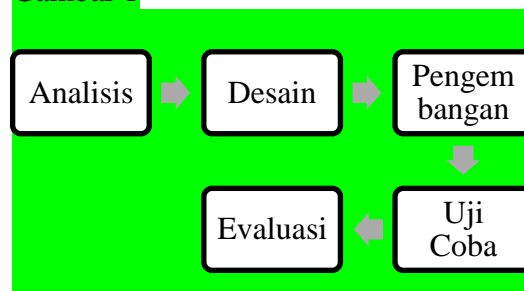 Analisis
Desain
Pengem
bangan
Uji
Coba
Evaluasi